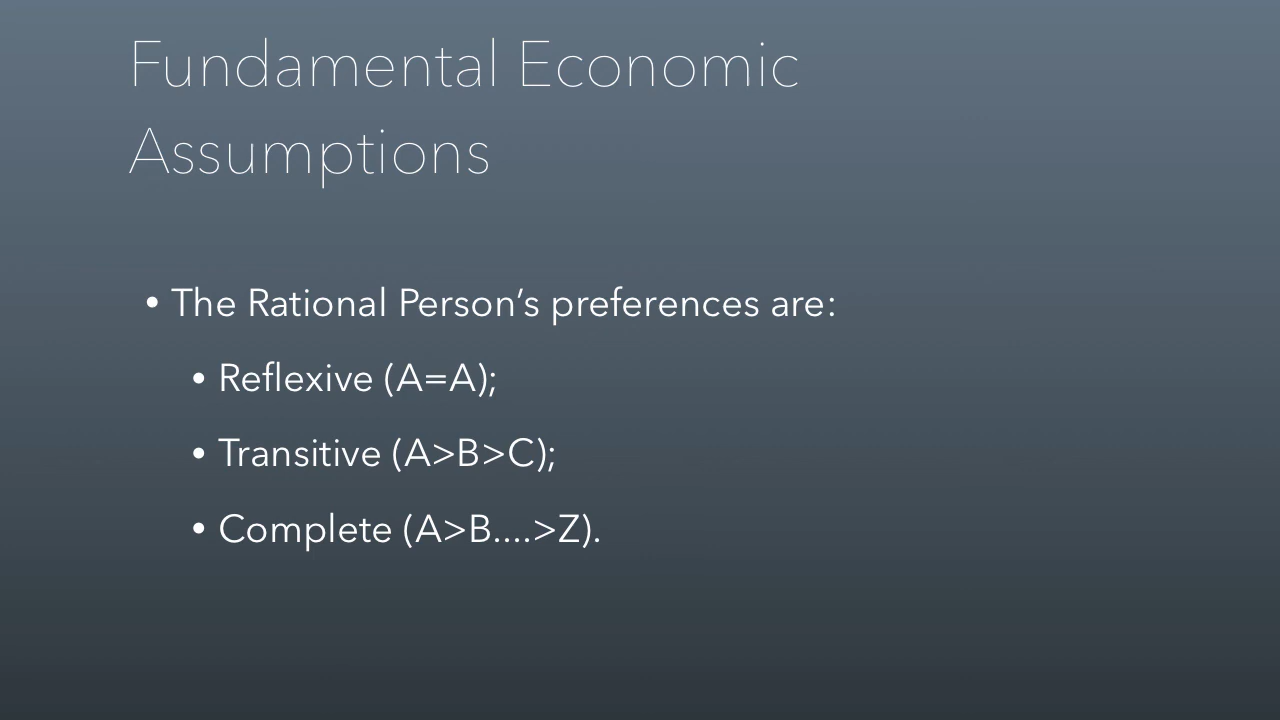 Fundamental Economic
Assumptions
• The Rational Person’s preferences are:
• Reflexive (A=A);
• Transitive (A>B>C);
• Complete (A>B....>Z).